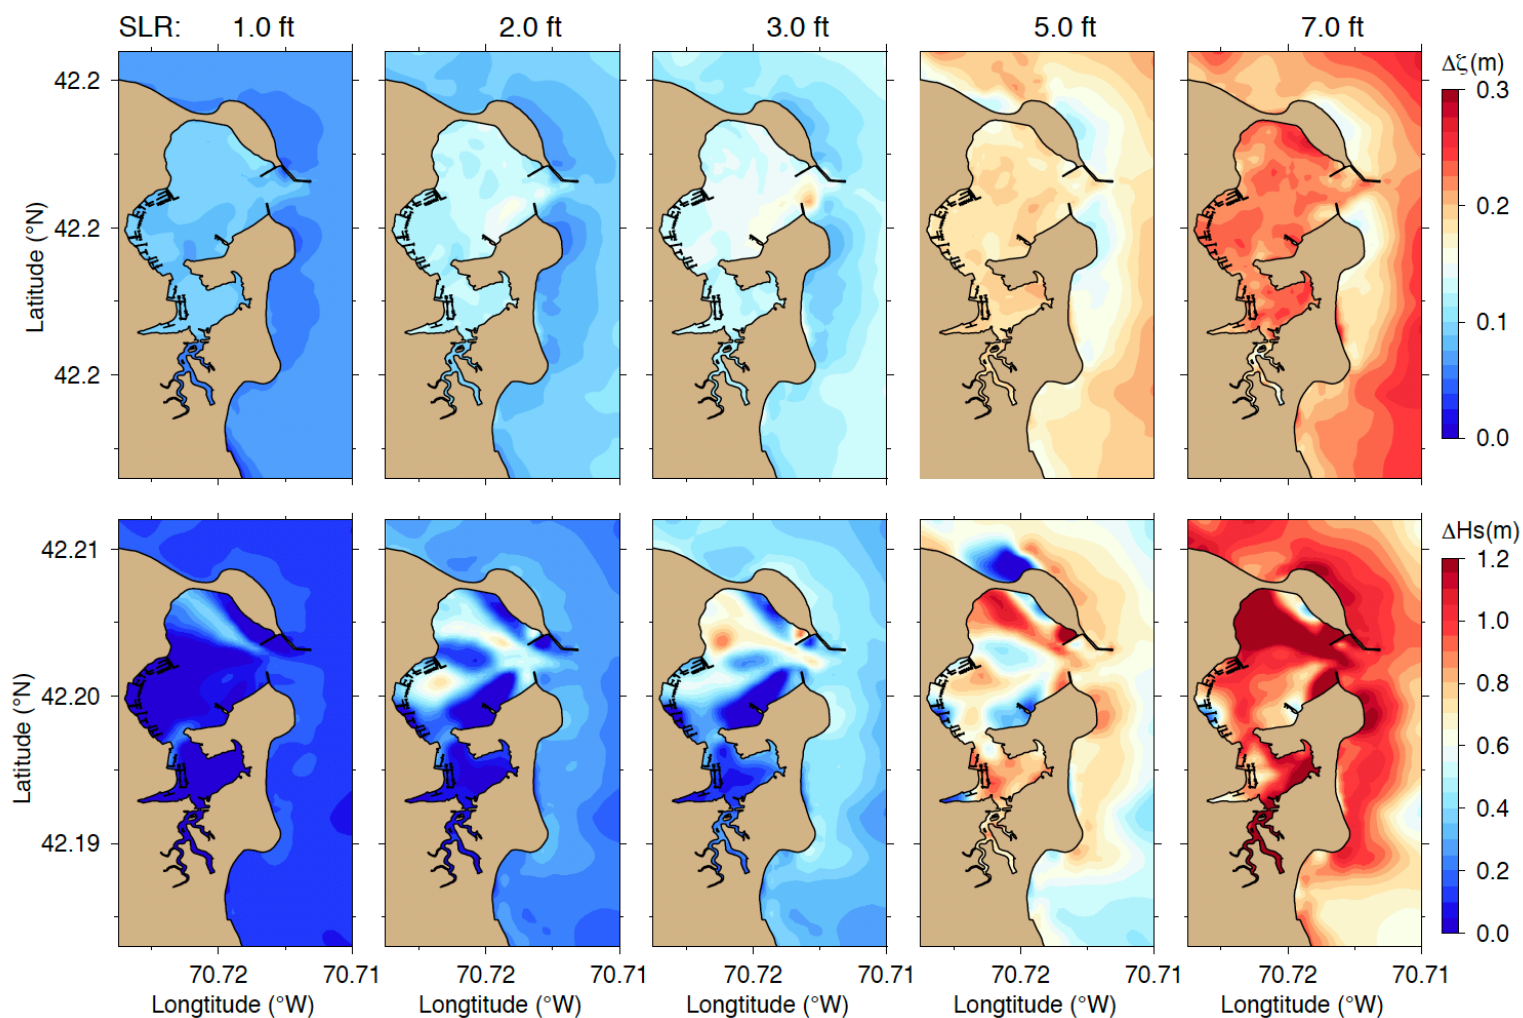 SLR: 1.0 ft 2.0 ft 3.0 ft 5.0 ft 7.0 ft
Δζ(m)
42.2 0.3
0.2
42.2
Latitude (°N)
0.1
42.2
0.0
ΔHs(m)
42.21 1.2
1.0
42.20 0.8
Latitude (°N)
0.6
0.4
42.19
0.2
0.0
70.72 70.71 70.72 70.71 70.72 70.71 70.72 70.71 70.72 70.71
Longtitude (°W) Longtitude (°W) Longtitude (°W) Longtitude (°W) Longtitude (°W)